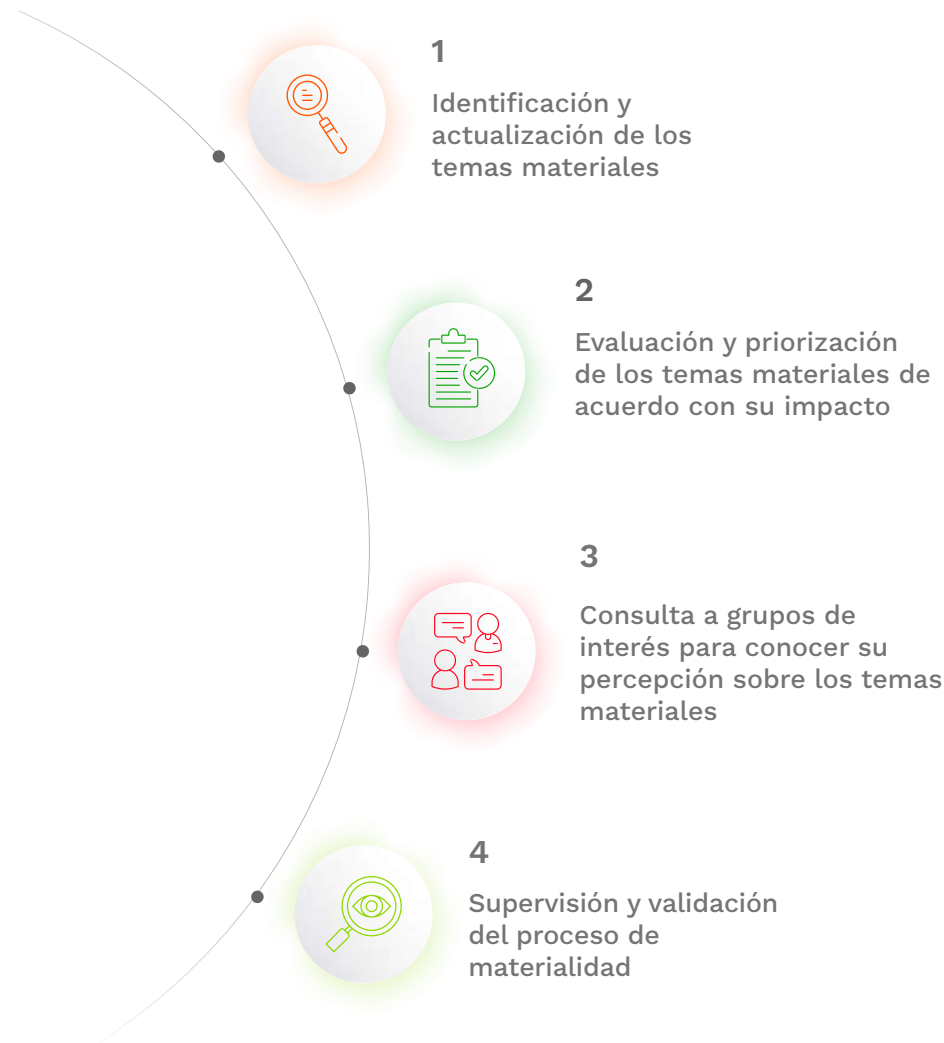 1
Identificación y
actualización de los
temas materiales
2
Evaluación y priorización
de los temas materiales de
acuerdo con su impacto
3
Consulta a grupos de
interés para conocer su
percepción sobre los temas
materiales
4
Supervisión y validación
del proceso de
materialidad